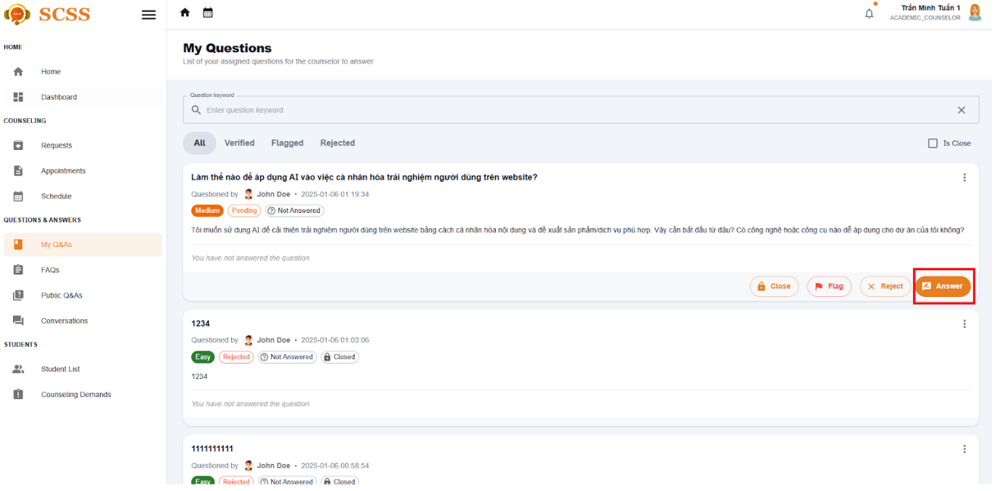 SCSS
Trần Minh Tuấn 1
ACADEMIC_COUNSELOR
HOME
Home
Dashboard
COUNSELING
Requests
Appointments
Schedule
QUESTIONS & ANSWERS
My Q&As
FAQs
Public Q&As
Conversations
STUDENTS
Student List
Counseling Demands
My Questions
List of your assigned questions for the counselor to answer
Question keyword
Enter question keyword
All Verified Flagged Rejected Is Close
Làm thế nào để áp dụng AI vào việc cá nhân hóa trải nghiệm người dùng trên website?
Questioned by John Doe • 2025-01-06 01:19:34
Medium Pending Not Answered
Tôi muốn sử dụng AI để cải thiện trải nghiệm người dùng trên website bằng cách cá nhân hóa nội dung và đề xuất sản phẩm/dịch vụ phù hợp. Vậy cần bắt đầu từ đâu? Có công nghệ hoặc công cụ nào dễ áp dụng cho dự án của tôi không?
You have not answered the question
Close Flag Reject Answer
1234
Questioned by John Doe • 2025-01-06 01:03:06
Easy Rejected Not Answered Closed
1234
You have not answered the question
1111111111
Questioned by John Doe • 2025-01-06 00:58:54
Easy Rejected Not Answered Closed